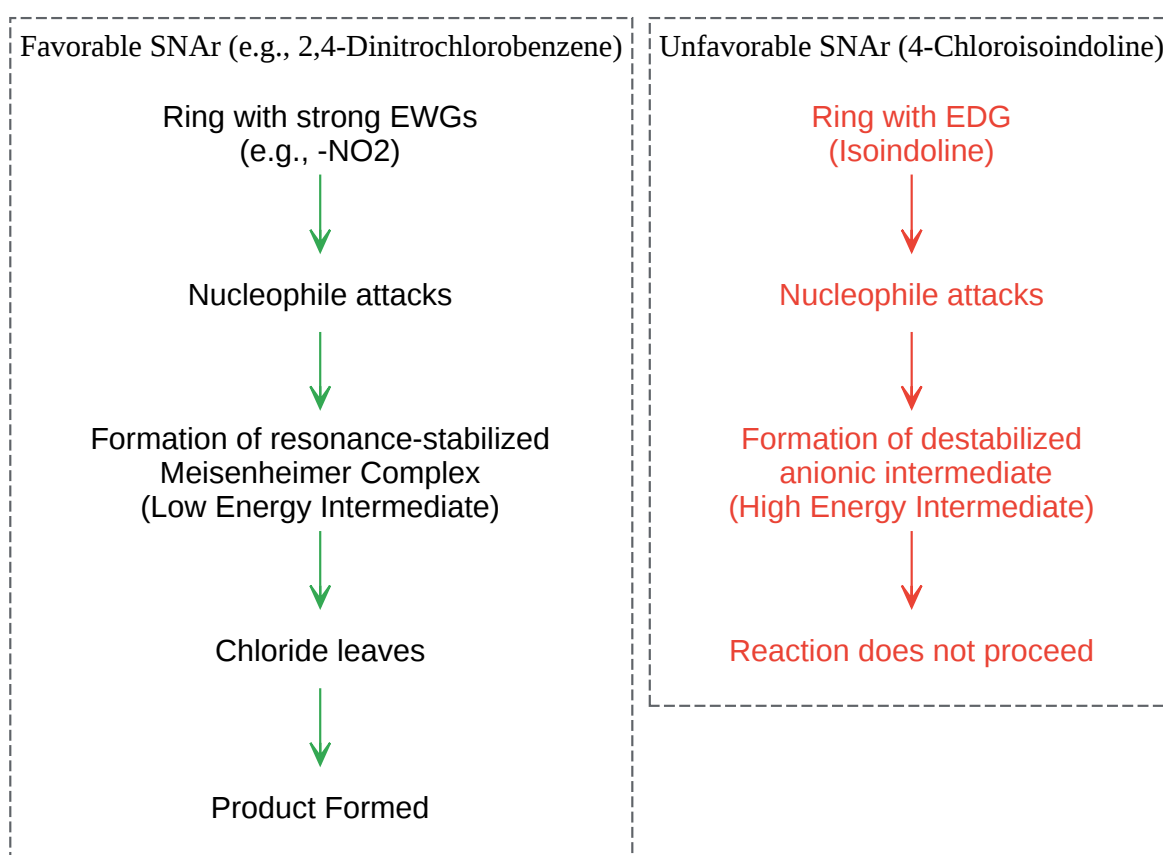 Favorable SNAr (e.g., 2,4-Dinitrochlorobenzene)
Ring with strong EWGs
(e.g., -NO2)
Nucleophile attacks
Formation of resonance-stabilized
Meisenheimer Complex
(Low Energy Intermediate)
Chloride leaves
Product Formed
Unfavorable SNAr (4-Chloroisoindoline)
Ring with EDG
(Isoindoline)
Nucleophile attacks
Formation of destabilized
anionic intermediate
(High Energy Intermediate)
Reaction does not proceed